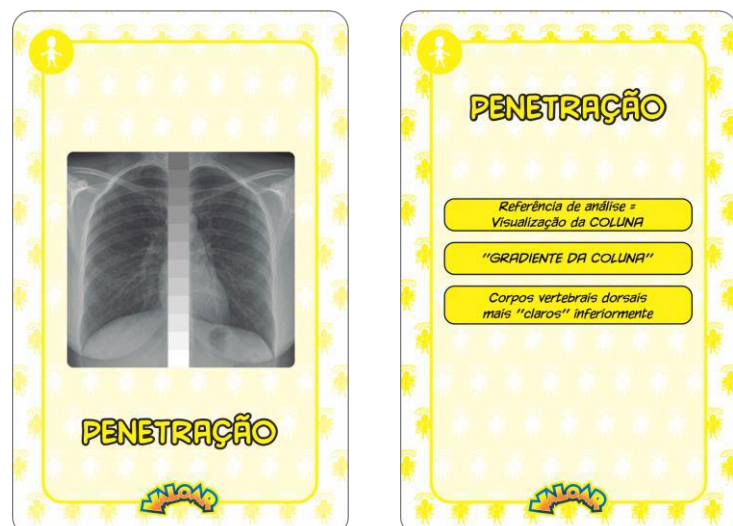 PENETRAÇÃO
VALOAR
PENETRAÇÃO
Referência de análise =
Visualização da COLUNA
"GRADIENTE DA COLUNA"
Corpos vertebrais dorsais
mais "claros" inferiormente
VALOAR